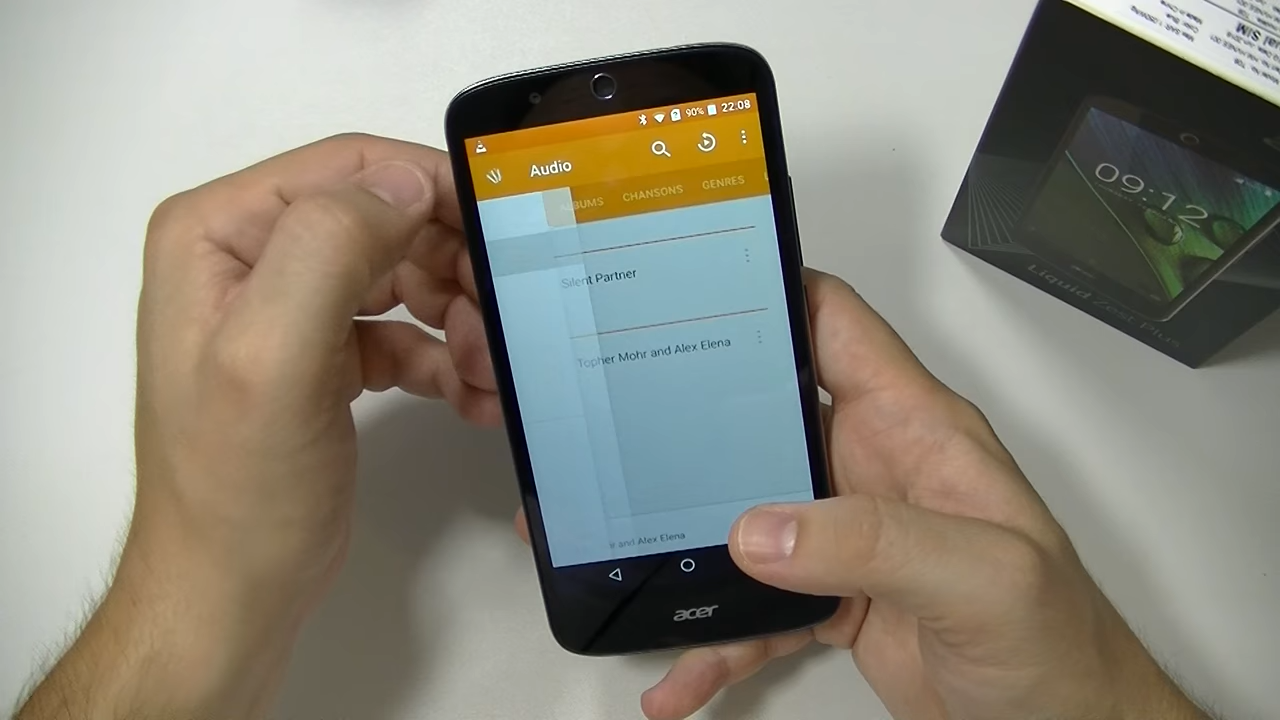 90% 22:08
Audio
ALBUMS CHANSONS GENRES
Silent Partner
Topher Mohr and Alex Elena
and Alex Elena
acer
09:12
Liquid Zest Plus